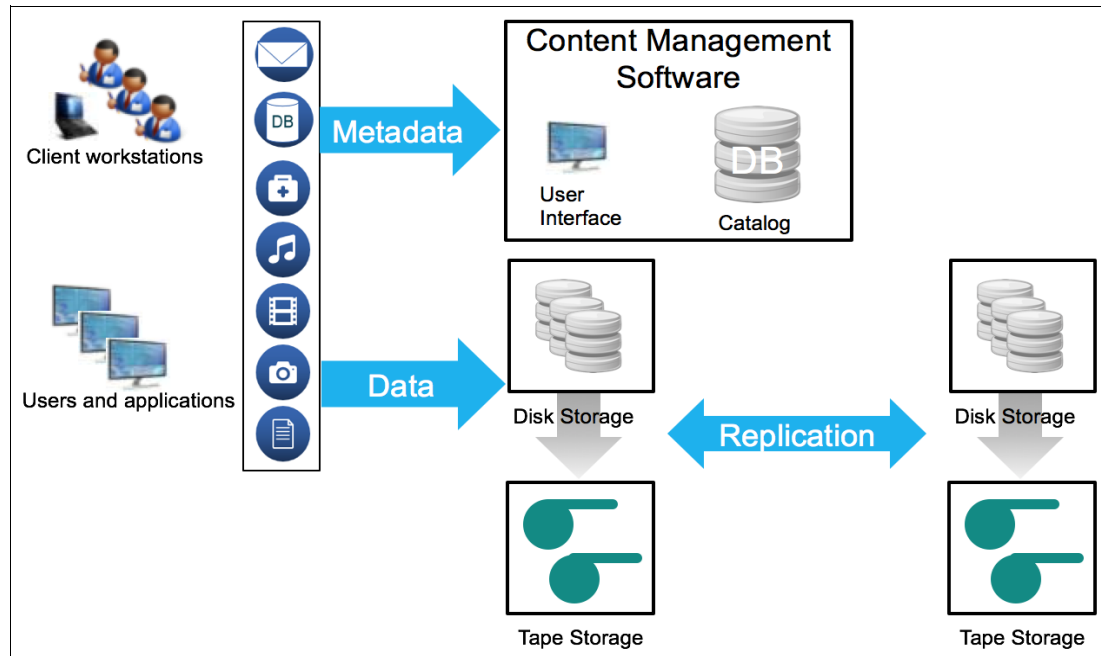 Content Management
Software
DB
Client workstations
Metadata
DB
User
Interface
Catalog
Users and applications
Data
Disk Storage
Replication
Disk Storage
Tape Storage
Tape Storage